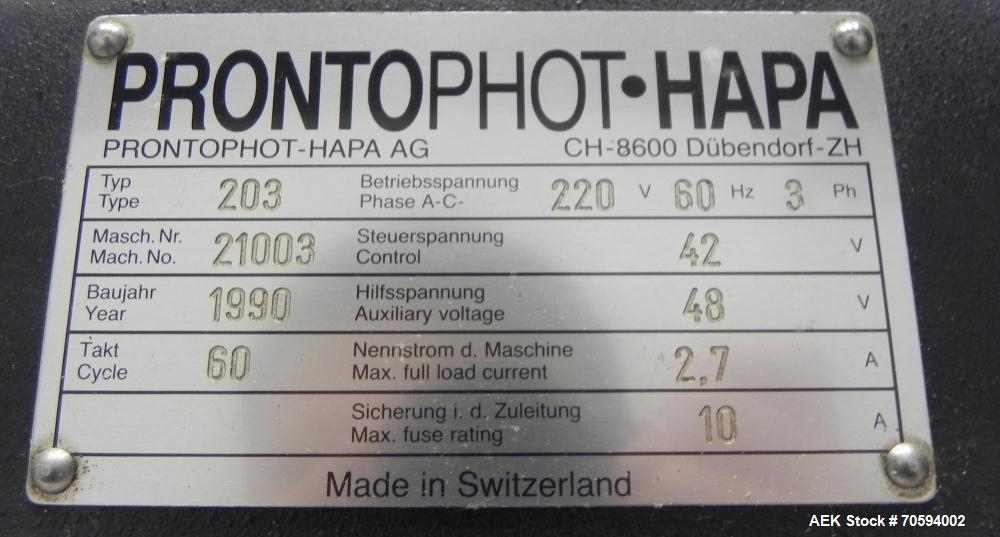 PRONTOPHOT•HAPA
PRONTOPHOT-HAPA AG CH-8600 Dübendorf-ZH
Typ
Type 203 Betriebsspannung
Phase A-C- 220 V 60 Hz 3 Ph
Masch. Nr.
Mach. No. 21003 Steuerspannung
Control 42 V
Baujahr
Year 1990 Hilfsspannung
Auxiliary voltage 48 V
Takt
Cycle 60 Nennstrom d. Maschine
Max. full load current 2,7 A
Sicherung i. d. Zuleitung
Max. fuse rating 10 A
Made in Switzerland
AEK Stock # 70594002